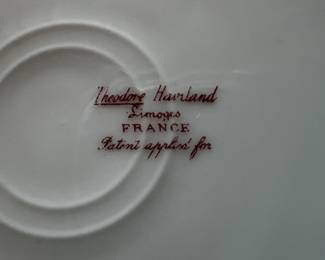 Theodore Haviland
Limoges
FRANCE
Patent applied for